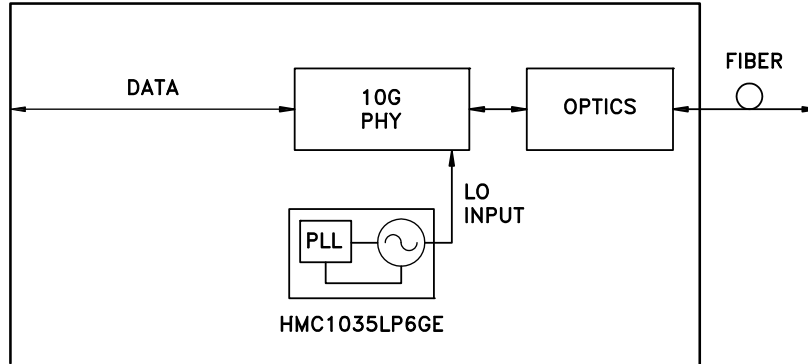 DATA
10G
PHY
OPTICS
FIBER
LO
INPUT
PLL
HMC1035LP6GE